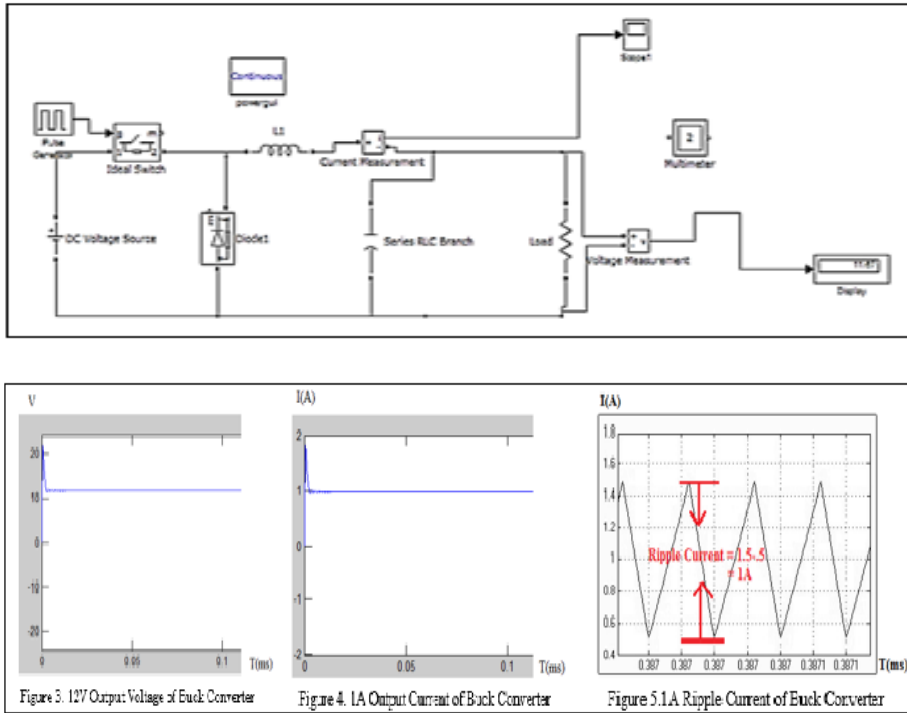 Continuous
powergui
Scope1
Pulse
Generator
Ideal Switch
L1
Current Measurement
2
Multimeter
DC Voltage Source
Diode1
Series RLC Branch
Load
Voltage Measurement
11.67
Display
V
20
10
0
-10
-20
0
0.05
0.1
T(ms)
Figure 3. 12V Output Voltage of Buck Converter
I(A)
2
1
0
-1
-2
0
0.05
0.1
T(ms)
Figure 4. 1A Output Current of Buck Converter
I(A)
1.8
1.6
1.4
1.2
1
0.8
0.6
0.4
Ripple Current = 1.5-.5
= 1A
0.387 0.387 0.387 0.387 0.3871 0.3871
T(ms)
Figure 5.1A Ripple Current of Buck Converter